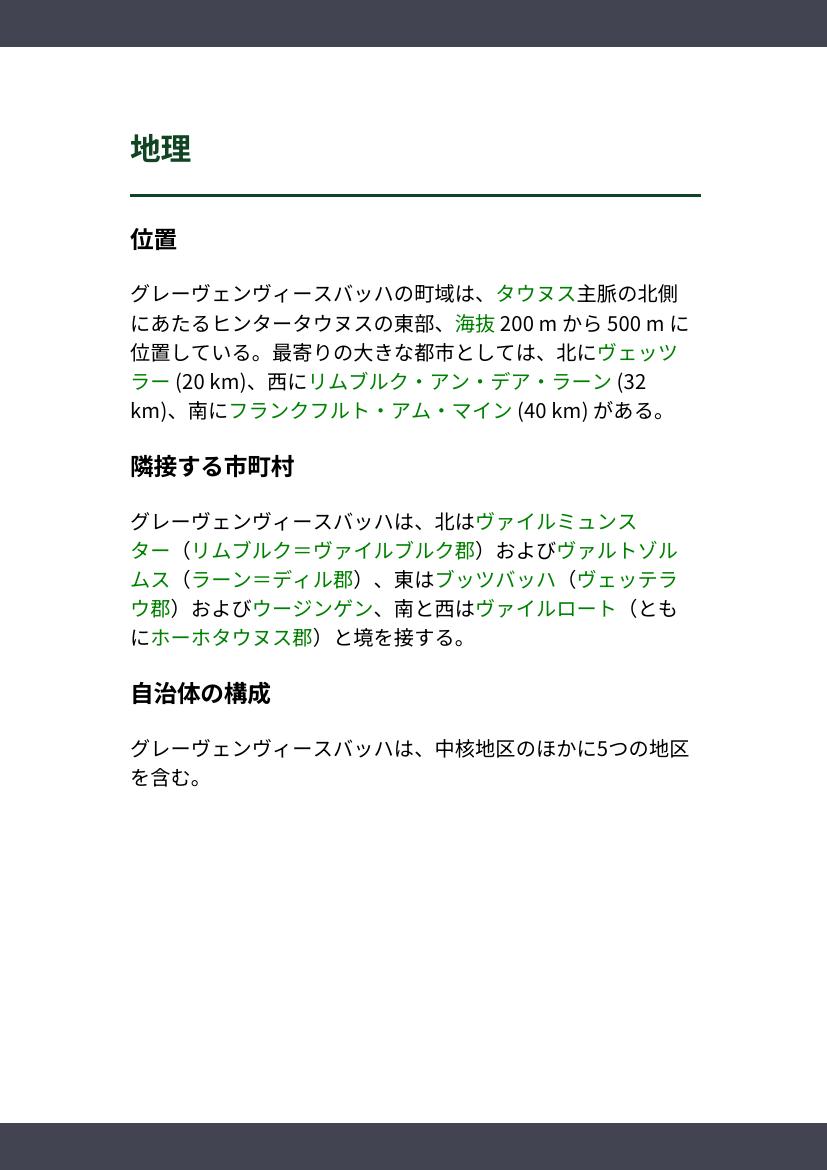 地理
位置
グレーヴェンヴィースバッハの町域は、タウヌス主脈の北側
にあたるヒンタータウヌスの東部、海抜 200 m から 500 m に
位置している。最寄りの大きな都市としては、北にヴェッツ
ラー (20 km)、西にリムブルク・アン・デア・ラーン (32
km)、南にフランクフルト・アム・マイン (40 km) がある。
隣接する市町村
グレーヴェンヴィースバッハは、北はヴァイルミュンス
ター（リムブルク＝ヴァイルブルク郡）およびヴァルトゾル
ムス（ラーン＝ディル郡）、東はブッツバッハ（ヴェッテラ
ウ郡）およびウージンゲン、南と西はヴァイルロート（とも
にホーホタウヌス郡）と境を接する。
自治体の構成
グレーヴェンヴィースバッハは、中核地区のほかに5つの地区
を含む。